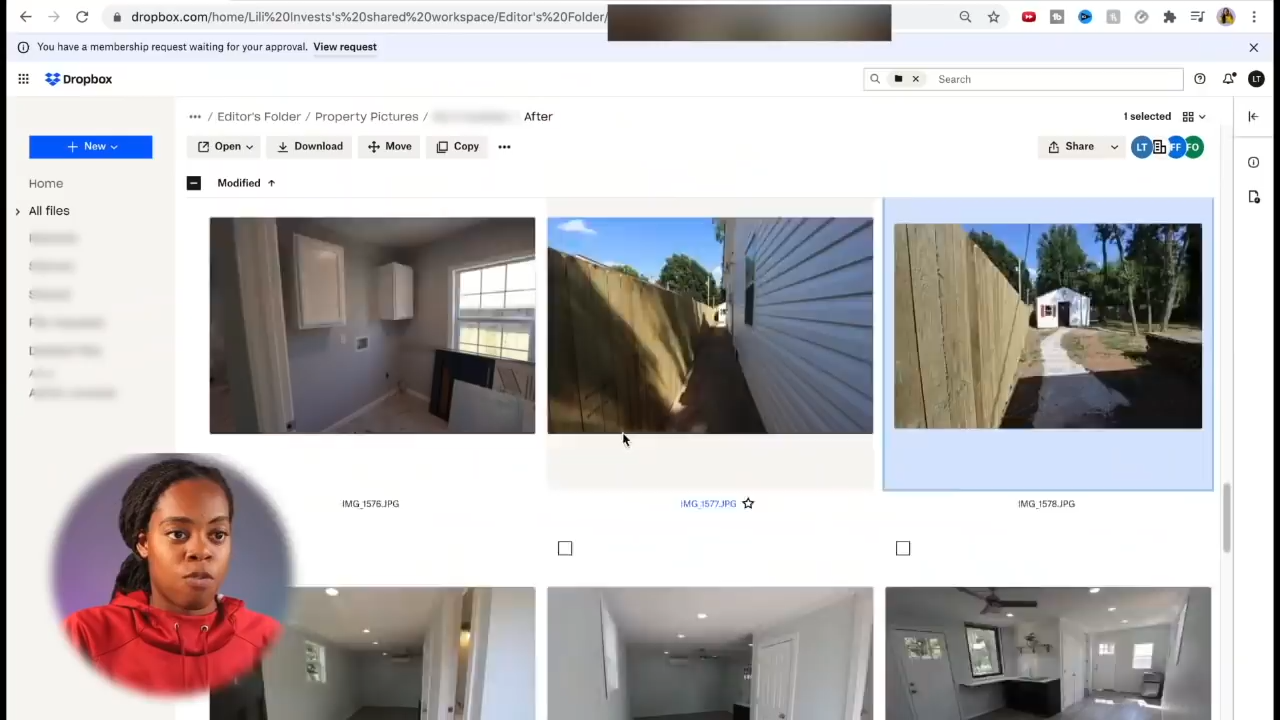 dropbox.com/home/Lili%20Invests's%20shared%20workspace/Editor's%20Folder/
You have a membership request waiting for your approval. View request
Dropbox
Search
LT
... / Editor's Folder / Property Pictures / After
1 selected
New
Open
Download
Move
Copy
...
Share
LT
FF
FO
Home
Modified
All files
IMG_1576.JPG
IMG_1577.JPG
IMG_1578.JPG